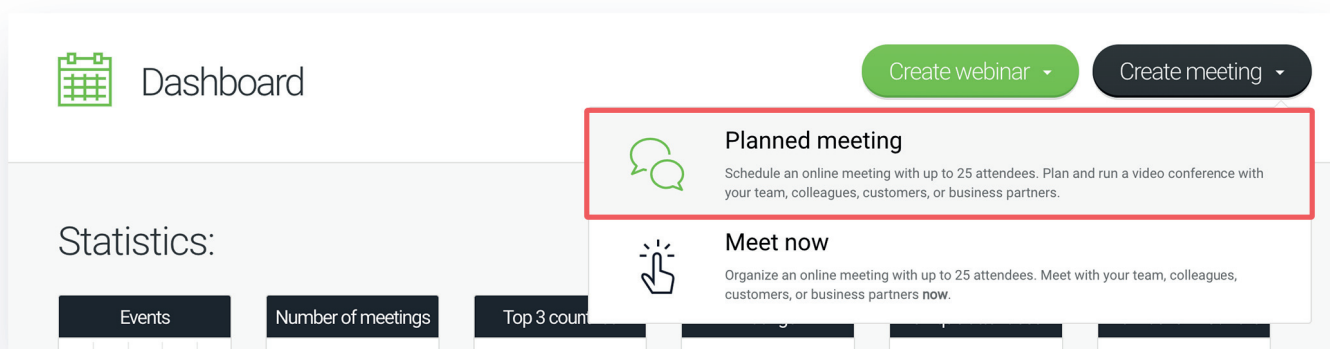 Dashboard
Create webinar
Create meeting
Planned meeting
Schedule an online meeting with up to 25 attendees. Plan and run a video conference with
your team, colleagues, customers, or business partners.
Meet now
Organize an online meeting with up to 25 attendees. Meet with your team, colleagues,
customers, or business partners now.
Statistics:
Events
Number of meetings
Top 3